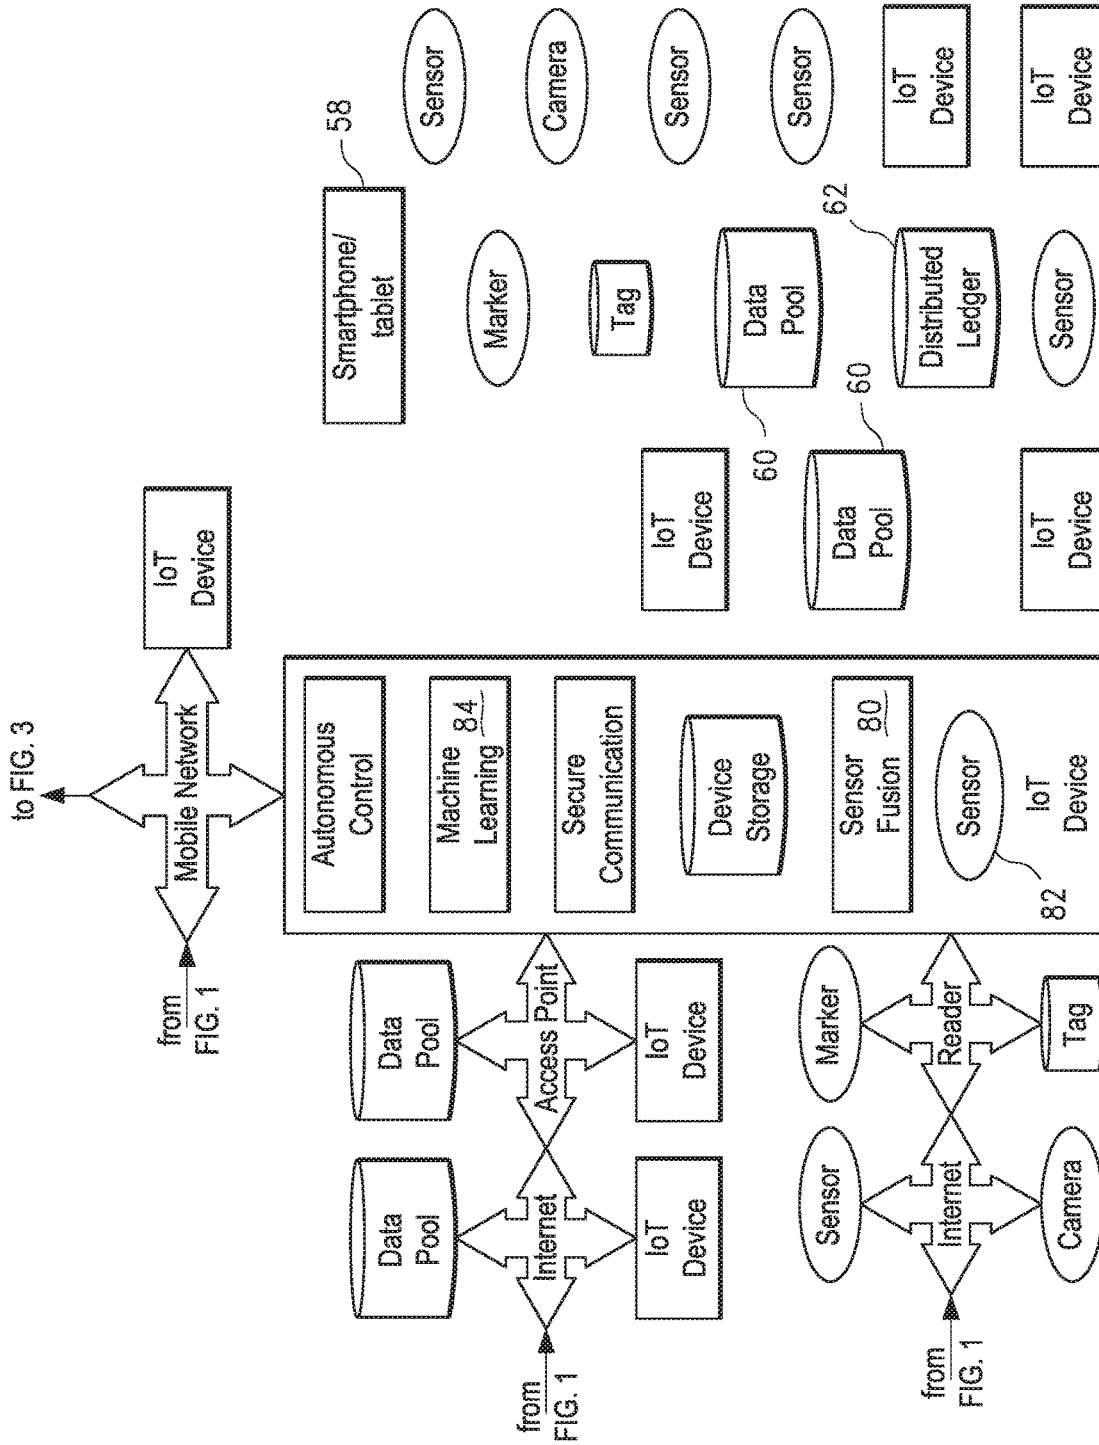 to FIG. 3
from
FIG. 1
Mobile Network
IoT
Device
Data
Pool
Data
Pool
from
FIG. 1
Internet
Access Point
IoT
Device
IoT
Device
Sensor
Marker
from
FIG. 1
Internet
Reader
Camera
Tag
Autonomous
Control
Machine
Learning
84
Secure
Communication
Device
Storage
Sensor
Fusion
80
Sensor
82
IoT
Device
IoT
Device
Data
Pool
60
IoT
Device
Smartphone/
tablet
58
Marker
Tag
Data
Pool
60
Distributed
Ledger
62
Sensor
Sensor
Camera
Sensor
Sensor
IoT
Device
IoT
Device